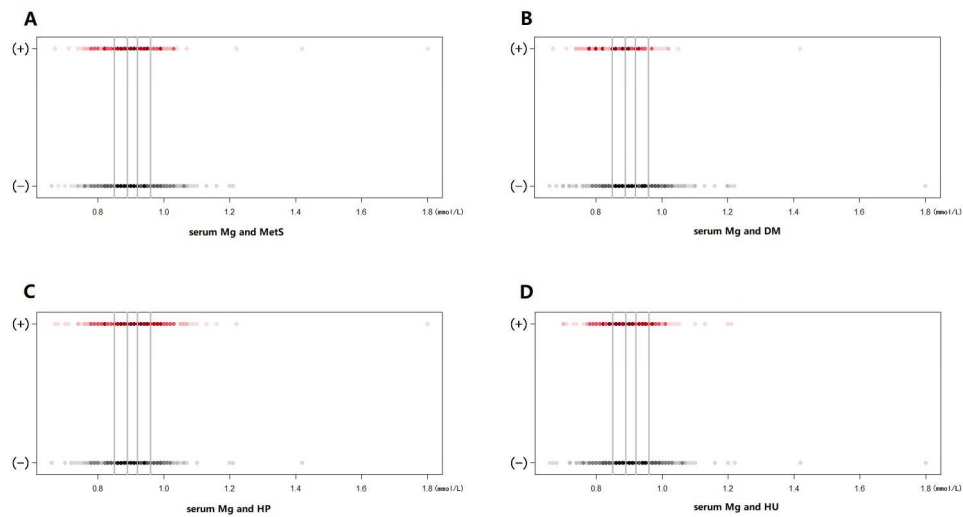 A
(+)
(−)
0.8 1.0 1.2 1.4 1.6 1.8 (mmol/L)
serum Mg and MetS
B
(+)
(−)
0.8 1.0 1.2 1.4 1.6 1.8 (mmol/L)
serum Mg and DM
C
(+)
(−)
0.8 1.0 1.2 1.4 1.6 1.8 (mmol/L)
serum Mg and HP
D
(+)
(−)
0.8 1.0 1.2 1.4 1.6 1.8 (mmol/L)
serum Mg and HU